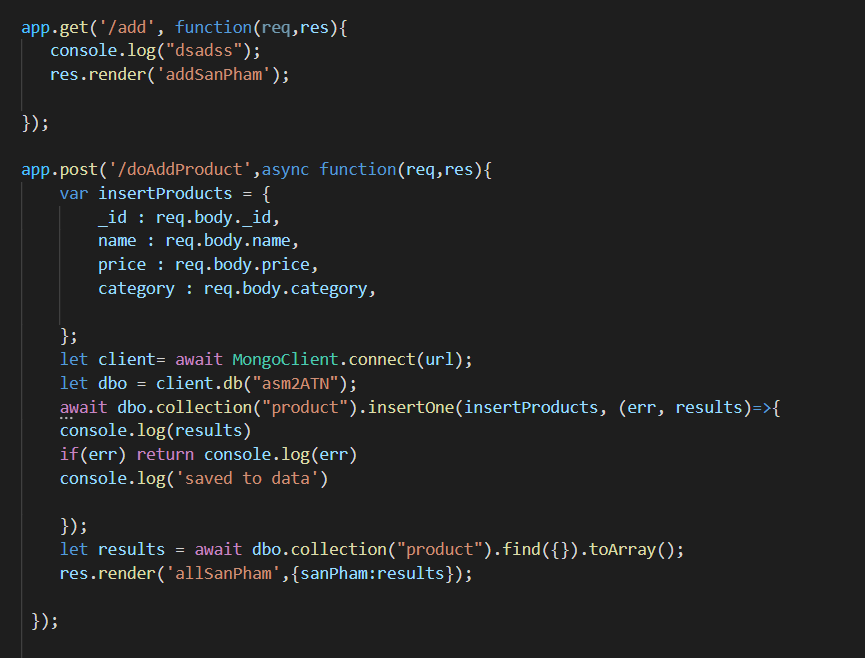 app.get('/add', function(req,res){
console.log("dsadss");
res.render('addSanPham');
});
app.post('/doAddProduct',async function(req,res){
var insertProducts = {
_id : req.body._id,
name : req.body.name,
price : req.body.price,
category : req.body.category,
};
let client= await MongoClient.connect(url);
let dbo = client.db("asm2ATN");
await dbo.collection("product").insertOne(insertProducts, (err, results)=>{
console.log(results)
if(err) return console.log(err)
console.log('saved to data')
});
let results = await dbo.collection("product").find({}).toArray();
res.render('allSanPham',{sanPham:results});
});